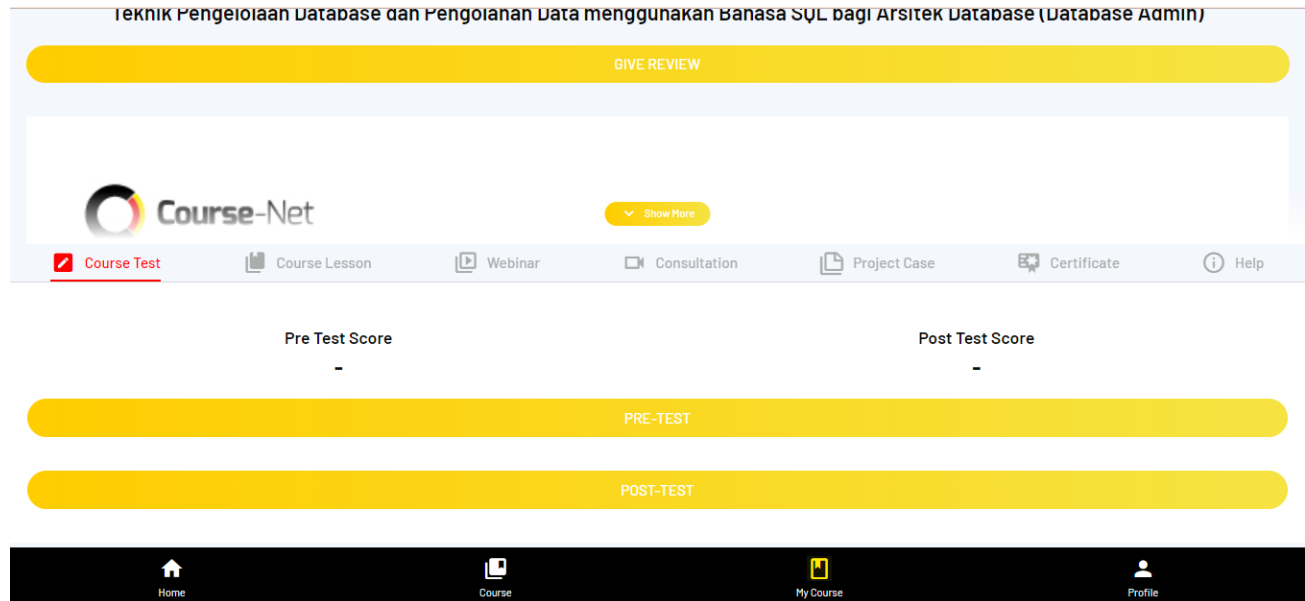 Teknik Pengelolaan Database dan Pengolahan Data menggunakan Bahasa SQL bagi Arsitek Database (Database Admin)
GIVE REVIEW
Course-Net
Show More
Course Test Course Lesson Webinar Consultation Project Case Certificate Help
Pre Test Score Post Test Score
- -
PRE-TEST
POST-TEST
Home Course My Course Profile